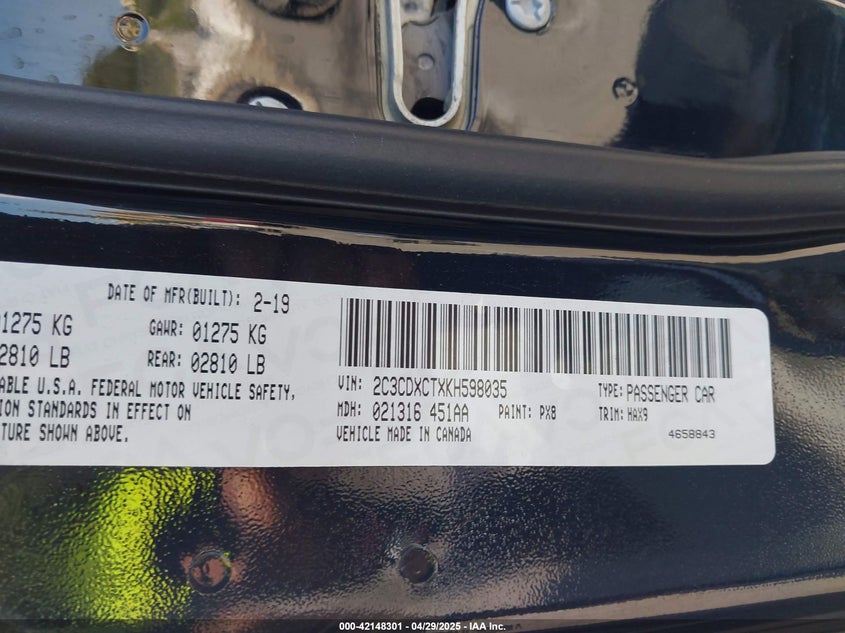 DATE OF MFR(BUILT): 2-19
01275 KG GAWR: 01275 KG
2810 LB REAR: 02810 LB
ABLE U.S.A. FEDERAL MOTOR VEHICLE SAFETY,
ION STANDARDS IN EFFECT ON
TURE SHOWN ABOVE.
VIN: 2C3CDXCTXKH598035 TYPE: PASSENGER CAR
MDH: 021316 451AA PAINT: PX8 TRIM: HAX9
VEHICLE MADE IN CANADA 4658843
000-42148301 - 04/29/2025 - IAA Inc.